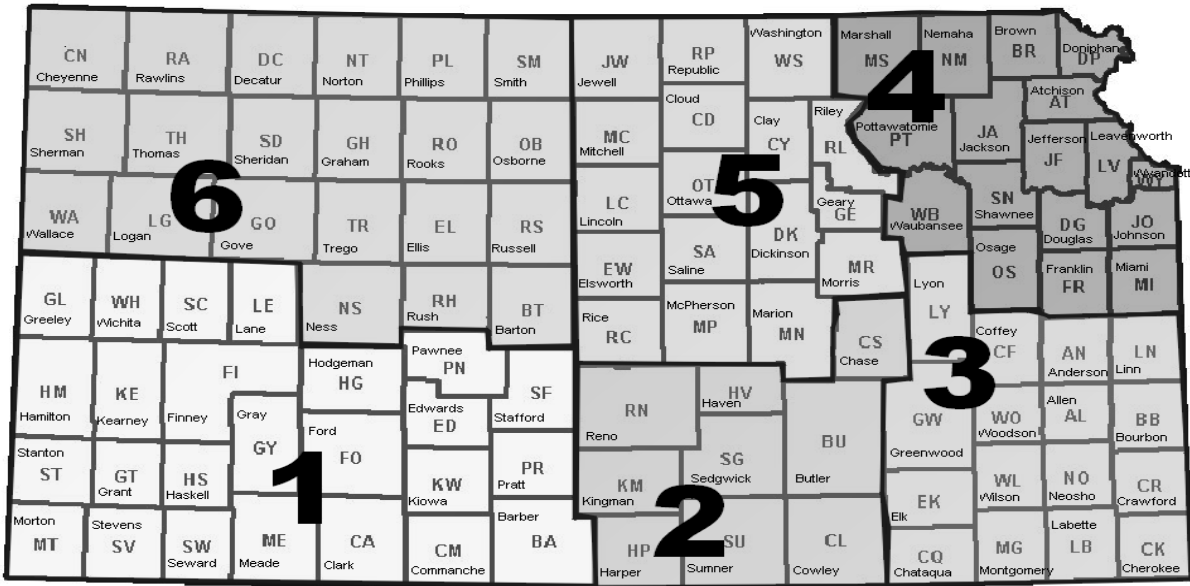 CN
Cheyenne
RA
Rawlins
DC
Decatur
NT
Norton
PL
Phillips
SM
Smith
JW
Jewell
RP
Republic
Washington
WS
Marshall
MS
Nemaha
NM
Brown
BR
Doniphan
DP
SH
Sherman
TH
Thomas
SD
Sheridan
GH
Graham
RO
Rooks
OB
Osborne
MC
Mitchell
Cloud
CD
Clay
CY
Riley
RL
Pottawatomie
PT
4
JA
Jackson
Atchison
AT
Jefferson
JF
Leavenworth
LV
WY
WA
Wallace
LG
Logan
6
GO
Gove
TR
Trego
EL
Ellis
RS
Russell
LC
Lincoln
OT
Ottawa
5
DK
Dickinson
Geary
GE
WB
Waubansee
SN
Shawnee
DG
Douglas
JO
Johnson
EW
Elsworth
SA
Saline
MR
Morris
Osage
OS
Franklin
FR
Miami
MI
GL
Greeley
WH
Wichita
SC
Scott
LE
Lane
NS
Ness
RH
Rush
BT
Barton
Rice
RC
McPherson
MP
Marion
MN
CS
Chase
Lyon
LY
3
Coffey
CF
AN
Anderson
LN
Linn
HM
Hamilton
KE
Kearney
FI
Finney
Hodgeman
HG
Pawnee
PN
SF
Stafford
Edwards
ED
RN
Reno
HV
Haven
BU
Butler
GW
Greenwood
WO
Woodson
Allen
AL
BB
Bourbon
Stanton
ST
GT
Grant
HS
Haskell
Gray
GY
1
Ford
FO
KW
Kiowa
PR
Pratt
KM
Kingman
SG
Sedgwick
2
EK
Elk
WL
Wilson
NO
Neosho
CR
Crawford
Morton
MT
Stevens
SV
SW
Seward
ME
Meade
CA
Clark
CM
Commanche
Barber
BA
HP
Harper
SU
Sumner
CL
Cowley
CQ
Chataqua
MG
Montgomery
Labette
LB
CK
Cherokee